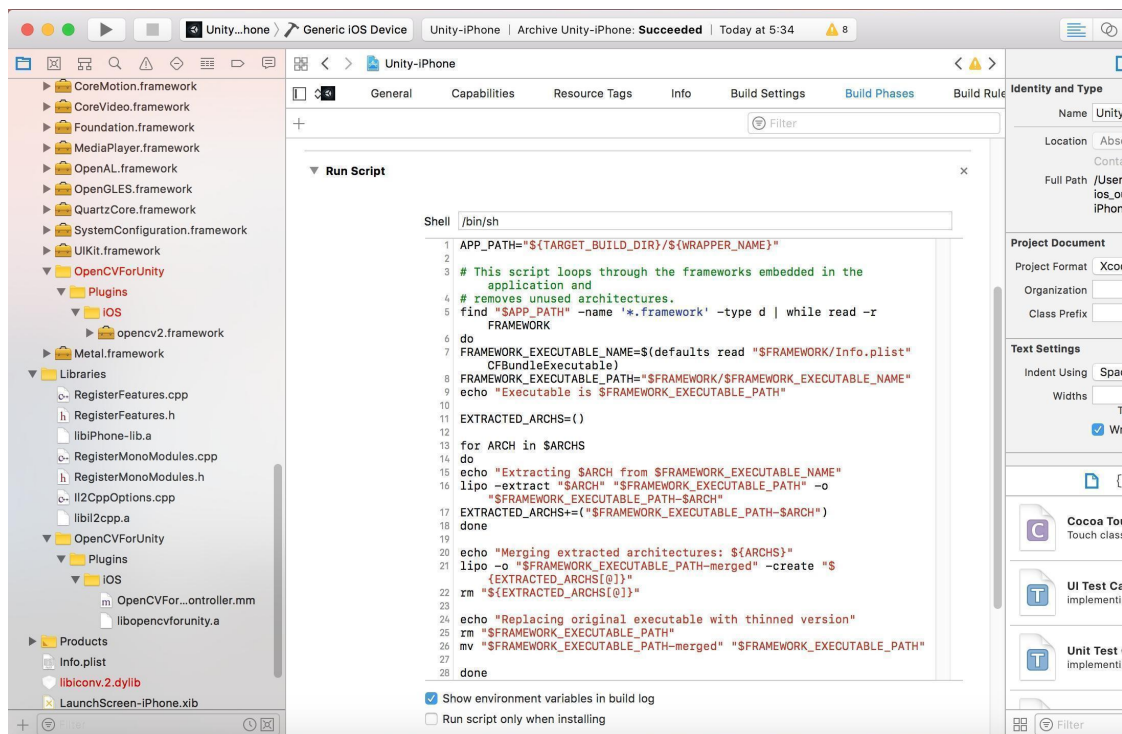 Unity...hone
Generic iOS Device
Unity-iPhone | Archive Unity-iPhone: Succeeded | Today at 5:34
8
CoreMotion.framework
CoreVideo.framework
Foundation.framework
MediaPlayer.framework
OpenAL.framework
OpenGLES.framework
QuartzCore.framework
SystemConfiguration.framework
UIKit.framework
OpenCVForUnity
Plugins
iOS
opencv2.framework
Metal.framework
Libraries
RegisterFeatures.cpp
RegisterFeatures.h
libiPhone-lib.a
RegisterMonoModules.cpp
RegisterMonoModules.h
Il2CppOptions.cpp
libil2cpp.a
OpenCVForUnity
Plugins
iOS
OpenCVFor...ontroller.mm
libopencvforunity.a
Products
Info.plist
libiconv.2.dylib
LaunchScreen-iPhone.xib
Filter
Unity-iPhone
General Capabilities Resource Tags Info Build Settings Build Phases Build Rule
Filter
Run Script
Shell /bin/sh
1 APP_PATH="${TARGET_BUILD_DIR}/${WRAPPER_NAME}"
2
3 # This script loops through the frameworks embedded in the
application and
4 # removes unused architectures.
5 find "$APP_PATH" -name '*.framework' -type d | while read -r
FRAMEWORK
6 do
7 FRAMEWORK_EXECUTABLE_NAME=$(defaults read "$FRAMEWORK/Info.plist"
CFBundleExecutable)
8 FRAMEWORK_EXECUTABLE_PATH="$FRAMEWORK/$FRAMEWORK_EXECUTABLE_NAME"
9 echo "Executable is $FRAMEWORK_EXECUTABLE_PATH"
10
11 EXTRACTED_ARCHS=()
12
13 for ARCH in $ARCHS
14 do
15 echo "Extracting $ARCH from $FRAMEWORK_EXECUTABLE_NAME"
16 lipo -extract "$ARCH" "$FRAMEWORK_EXECUTABLE_PATH" -o
"$FRAMEWORK_EXECUTABLE_PATH-$ARCH"
17 EXTRACTED_ARCHS+=("$FRAMEWORK_EXECUTABLE_PATH-$ARCH")
18 done
19
20 echo "Merging extracted architectures: ${ARCHS}"
21 lipo -o "$FRAMEWORK_EXECUTABLE_PATH-merged" -create "$
{EXTRACTED_ARCHS[@]}"
22 rm "${EXTRACTED_ARCHS[@]}"
23
24 echo "Replacing original executable with thinned version"
25 rm "$FRAMEWORK_EXECUTABLE_PATH"
26 mv "$FRAMEWORK_EXECUTABLE_PATH-merged" "$FRAMEWORK_EXECUTABLE_PATH"
27
28 done
Show environment variables in build log
Run script only when installing
Identity and Type
Name Unity
Location Abso
Conta
Full Path /User
ios_ou
iPhon
Project Document
Project Format Xcod
Organization
Class Prefix
Text Settings
Indent Using Spac
Widths
T
Wr
{
C
Cocoa Tou
Touch class
T
UI Test Ca
implementi
T
Unit Test
implementi
Filter